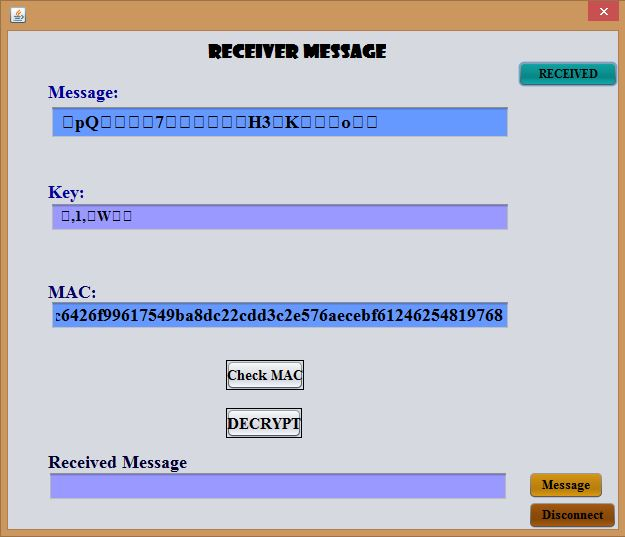 RECEIVER MESSAGE
RECEIVED
Message:
▯pQ▯▯▯▯7▯▯▯▯▯▯H3▯K▯▯▯o▯▯
Key:
▯,1,▯W▯▯
MAC:
c6426f99617549ba8dc22cdd3c2e576aecebf61246254819768
Check MAC
DECRYPT
Received Message
Message
Disconnect